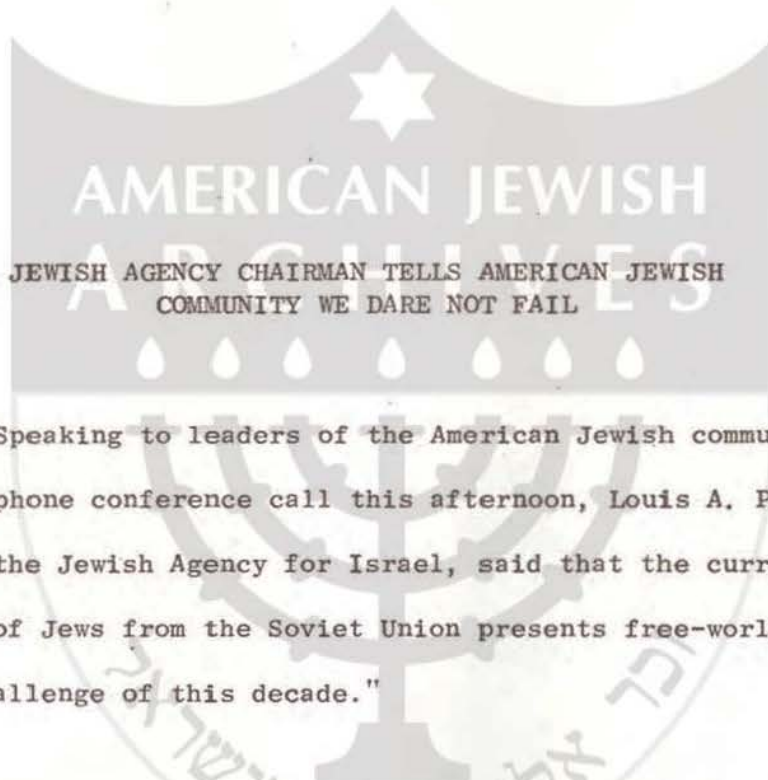 AMERICAN JEWISH
ARCHIVES
JEWISH AGENCY CHAIRMAN TELLS AMERICAN JEWISH
COMMUNITY WE DARE NOT FAIL
Speaking to leaders of the American Jewish commu
phone conference call this afternoon, Louis A. P
the Jewish Agency for Israel, said that the curr
of Jews from the Soviet Union presents free-worl
allenge of this decade."